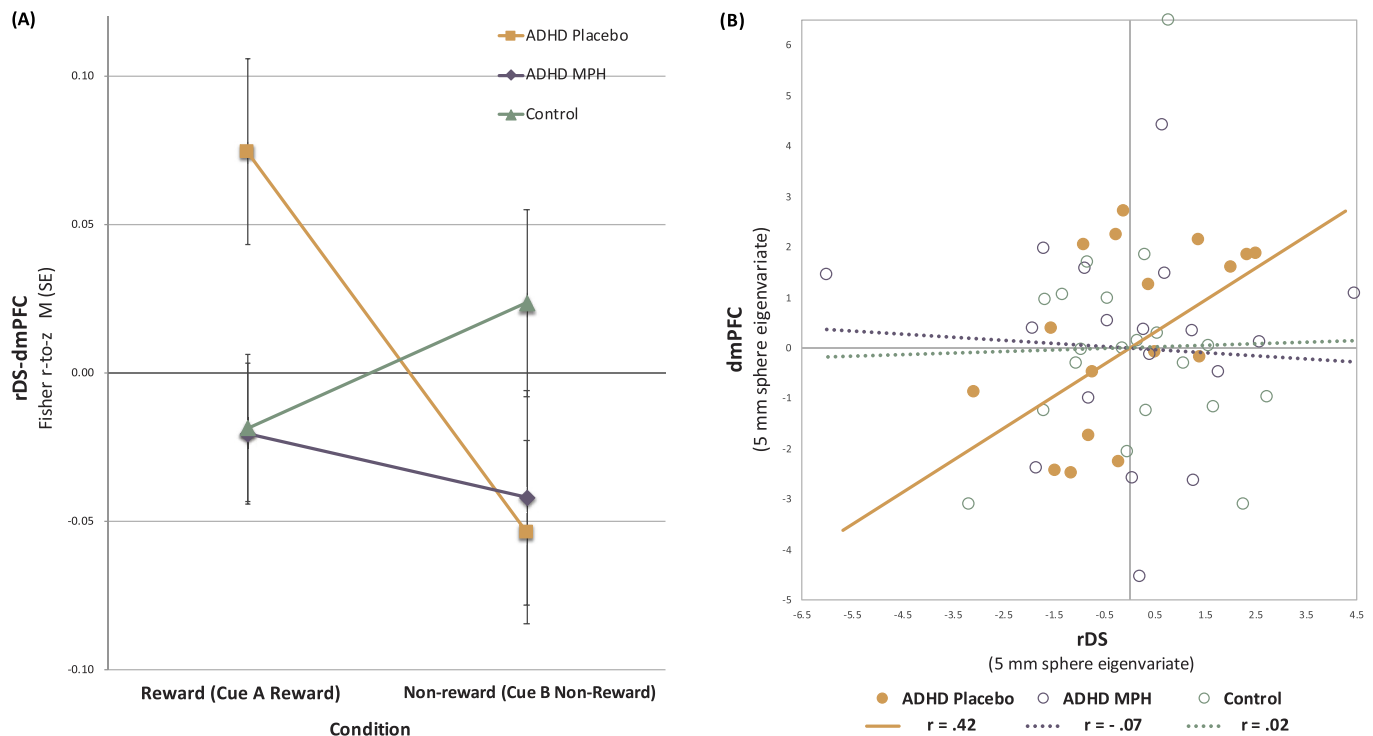 (A)
ADHD Placebo
ADHD MPH
Control
0.10
0.05
0.00
-0.05
-0.10
rDS-dmPFC
Fisher r-to-z M (SE)
Reward (Cue A Reward)
Non-reward (Cue B Non-Reward)
Condition
(B)
6
5
4
3
2
1
0
-1
-2
-3
-4
-5
dmPFC
(5 mm sphere eigenvariate)
-6.5 -5.5 -4.5 -3.5 -2.5 -1.5 -0.5 0.5 1.5 2.5 3.5 4.5
rDS
(5 mm sphere eigenvariate)
ADHD Placebo ADHD MPH Control
r = .42 r = - .07 r = .02